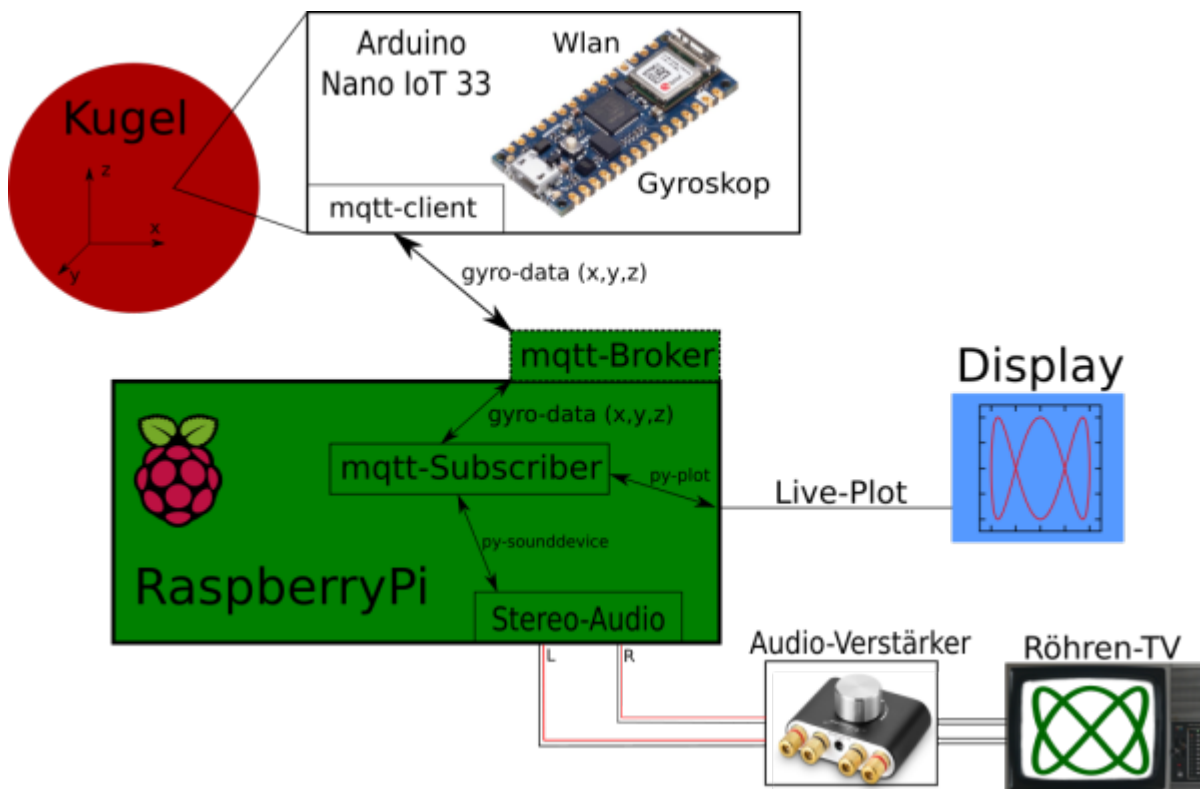 Arduino
Nano IoT 33
Wlan
Gyroskop
mqtt-client
Kugel
z
x
y
gyro-data (x,y,z)
mqtt-Broker
gyro-data (x,y,z)
mqtt-Subscriber
py-plot
py-sounddevice
RaspberryPi
Stereo-Audio
L
R
Display
Live-Plot
Audio-Verstärker
Röhren-TV